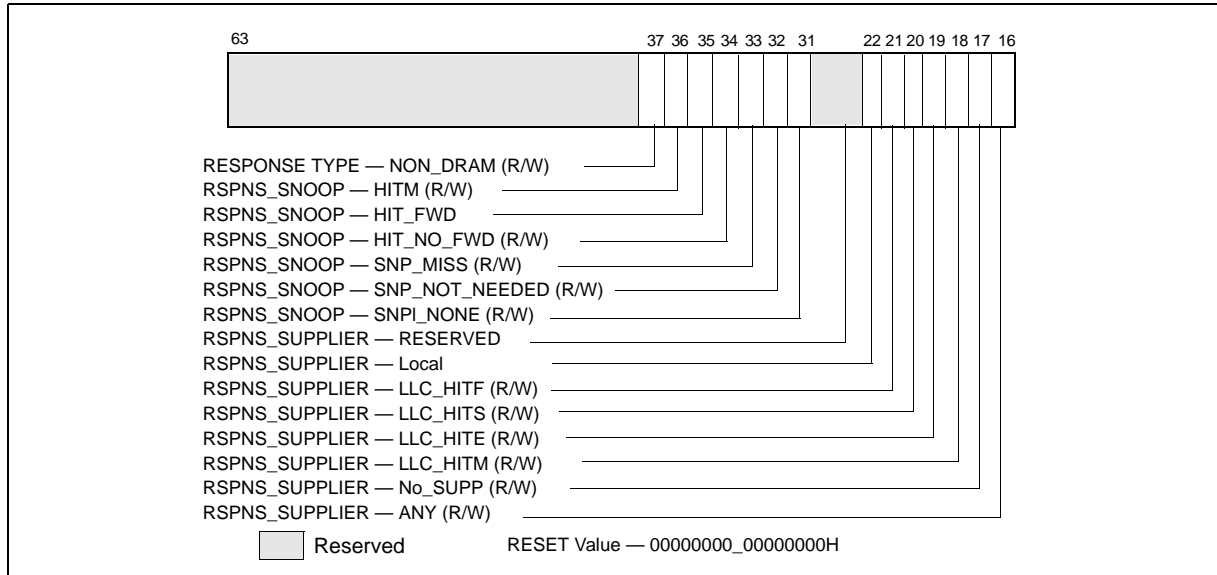 63 37 36 35 34 33 32 31 22 21 20 19 18 17 16
RESPONSE TYPE — NON_DRAM (R/W)
RSPNS_SNOOP — HITM (R/W)
RSPNS_SNOOP — HIT_FWD
RSPNS_SNOOP — HIT_NO_FWD (R/W)
RSPNS_SNOOP — SNP_MISS (R/W)
RSPNS_SNOOP — SNP_NOT_NEEDED (R/W)
RSPNS_SNOOP — SNPI_NONE (R/W)
RSPNS_SUPPLIER — RESERVED
RSPNS_SUPPLIER — Local
RSPNS_SUPPLIER — LLC_HITF (R/W)
RSPNS_SUPPLIER — LLC_HITS (R/W)
RSPNS_SUPPLIER — LLC_HITE (R/W)
RSPNS_SUPPLIER — LLC_HITM (R/W)
RSPNS_SUPPLIER — No_SUPP (R/W)
RSPNS_SUPPLIER — ANY (R/W)
Reserved RESET Value — 00000000_00000000H